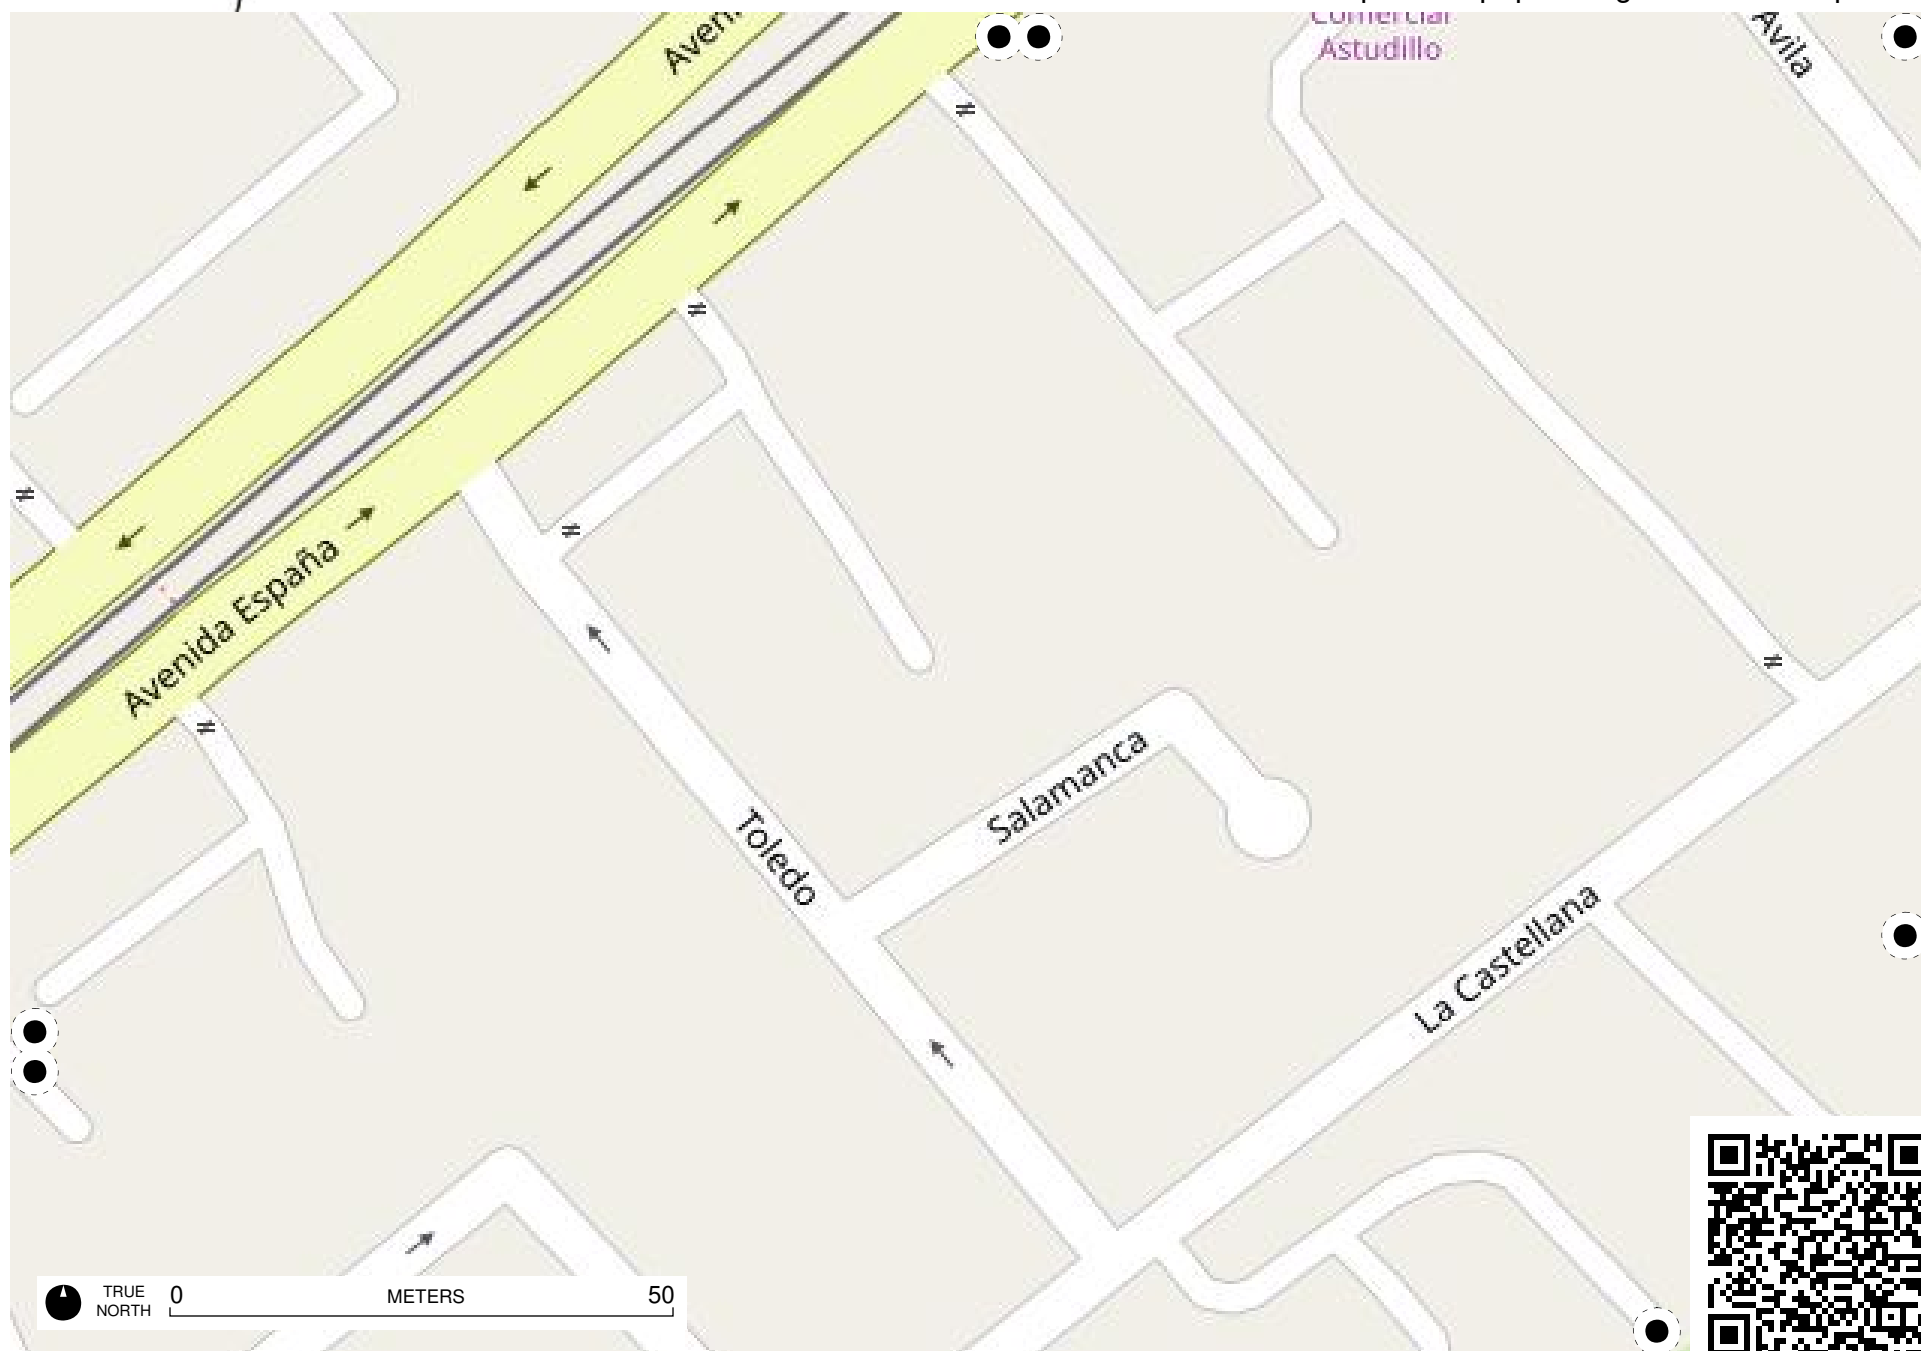 Aveni
Comercial
Astudillo
Avila
Avenida España
Toledo
Salamanca
La Castellana
TRUE
NORTH
0 METERS 50